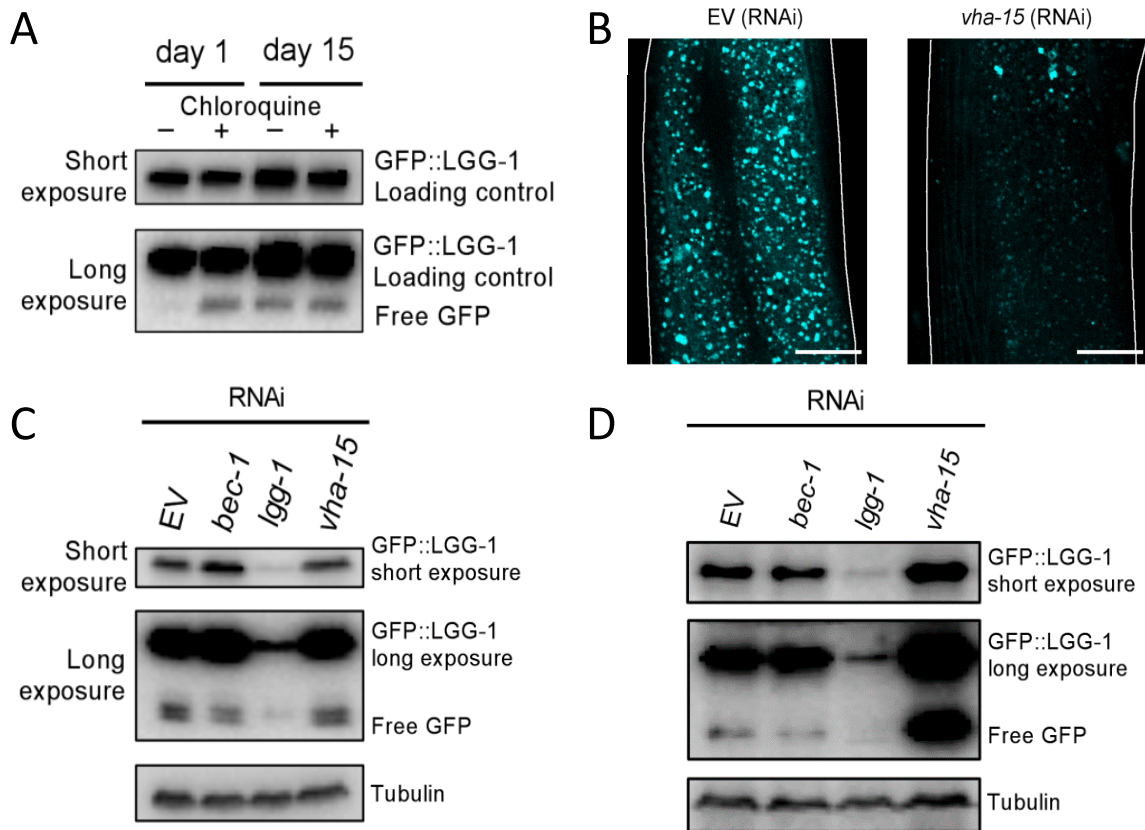 A
day 1 day 15
Chloroquine
– + – +
Short
exposure
GFP::LGG-1
Loading control
Long
exposure
GFP::LGG-1
Loading control
Free GFP
B
EV (RNAi)
vha-15 (RNAi)
C
RNAi
EV bec-1 lgg-1 vha-15
Short
exposure
GFP::LGG-1
short exposure
Long
exposure
GFP::LGG-1
long exposure
Free GFP
Tubulin
D
RNAi
EV bec-1 lgg-1 vha-15
GFP::LGG-1
short exposure
GFP::LGG-1
long exposure
Free GFP
Tubulin